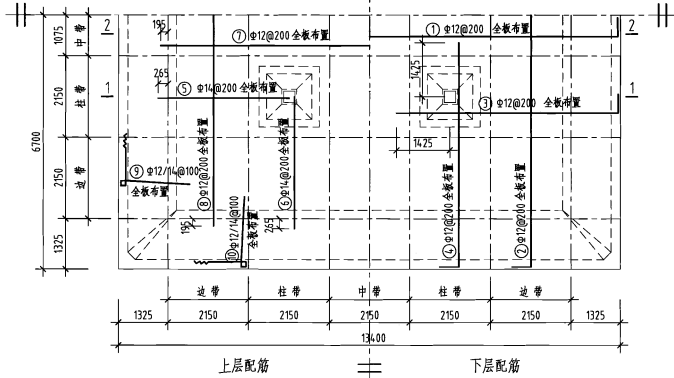 195
⑦ Φ12@200 全板布置
① Φ12@200 全板布置
2
2
1075
中带
265
⑤ Φ14@200 全板布置
1425
1
1
2150
柱带
③ Φ12@200 全板布置
6700
1425
2150
边带
⑨ Φ12/14@100
全板布置
⑧ Φ12@200 全板布置
⑥ Φ14@200 全板布置
④ Φ12@200 全板布置
② Φ12@200 全板布置
⑩ Φ12/14@100
全板布置
195
265
1325
边带 柱带 中带 柱带 边带
1325 2150 2150 2150 2150 2150 1325
13400
上层配筋 下层配筋